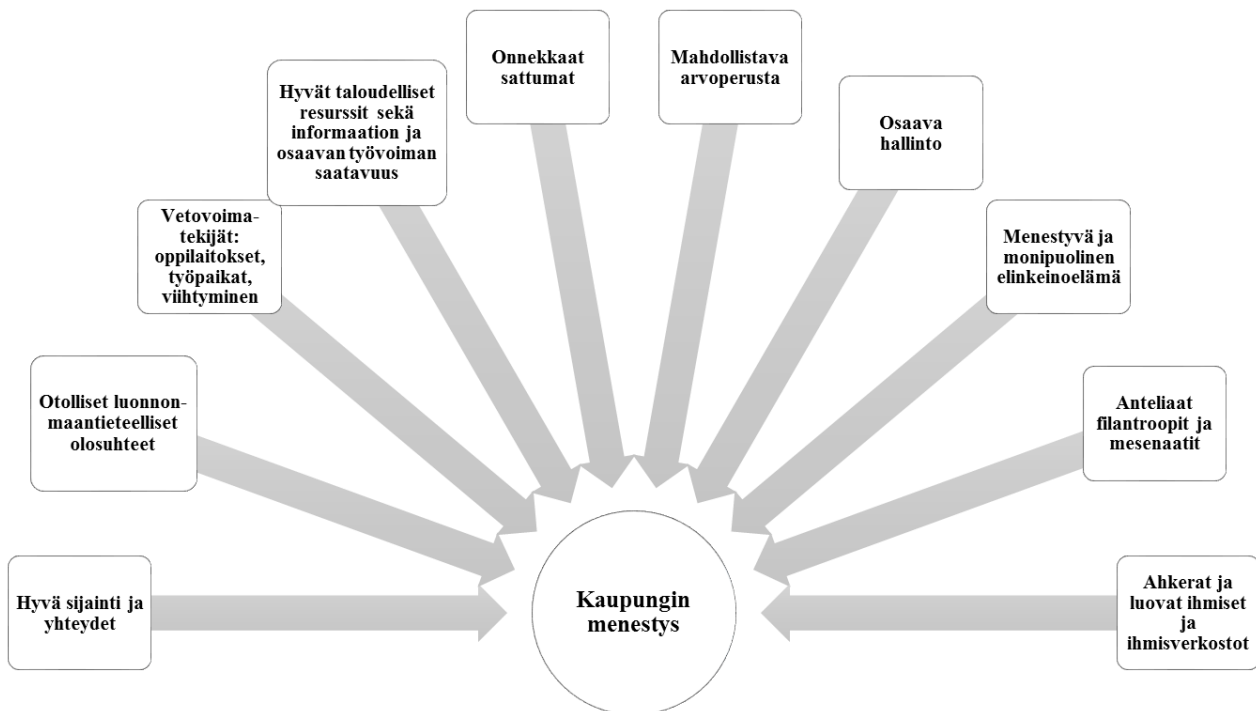 Onnekkaat
sattumat
Mahdollistava
arvoperusta
Hyvät taloudelliset
resurssit sekä
informaation ja
osaavan työvoiman
saatavuus
Osaava
hallinto
Vetovoima-
tekijät:
oppilaitokset,
työpaikat,
viihtyminen
Menestyvä ja
monipuolinen
elinkeinoelämä
Otolliset luonnon-
maantieteelliset
olosuhteet
Anteliaat
filantroopit ja
mesenaatit
Hyvä sijainti ja
yhteydet
Kaupungin
menestys
Ahkerat ja
luovat ihmiset
ja
ihmisverkostot